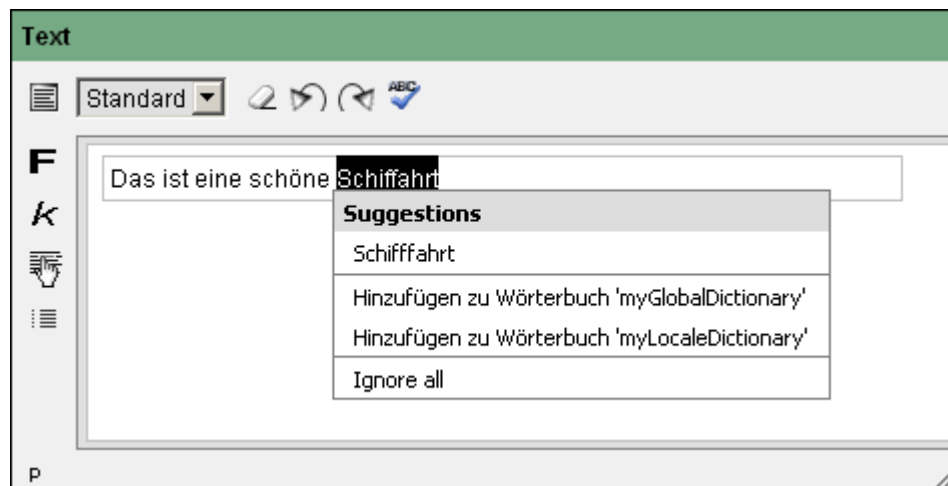 Text
Standard
ABC
F
k
Das ist eine schöne Schiffahrt
Suggestions
Schifffahrt
Hinzufügen zu Wörterbuch 'myGlobalDictionary'
Hinzufügen zu Wörterbuch 'myLocaleDictionary'
Ignore all
P